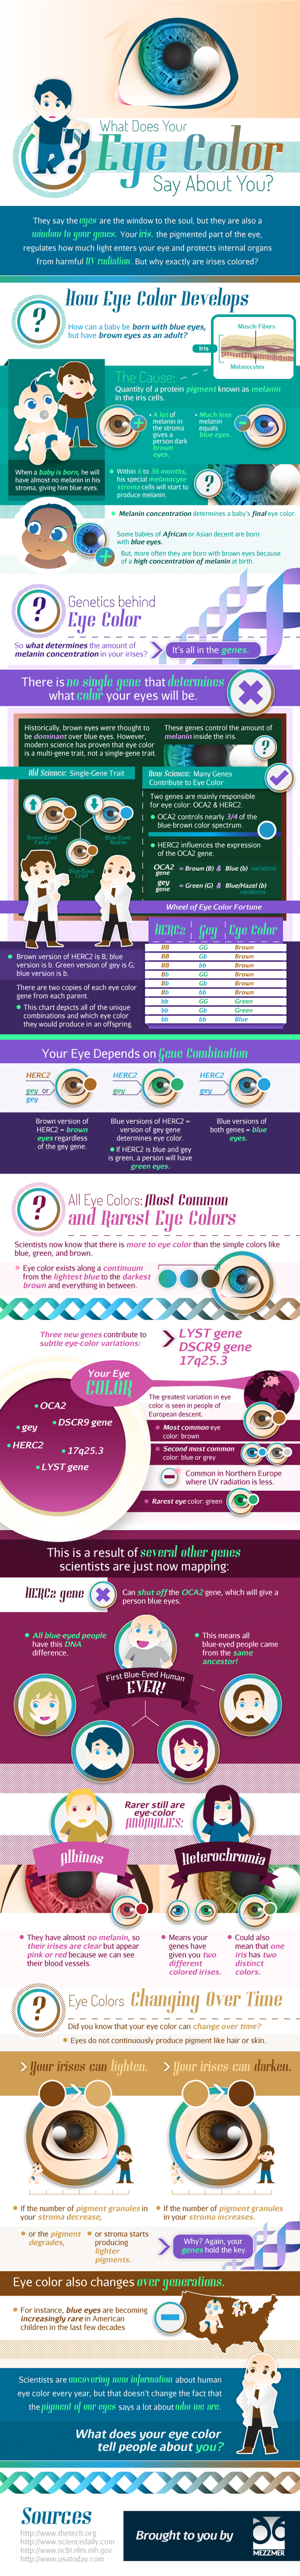 What Does Your
Eye Color
Say About You?
They say the eyes are the window to the soul, but they are also a
window to your genes. Your iris, the pigmented part of the eye,
regulates how much light enters your eye and protects internal organs
from harmful UV radiation. But why exactly are irises colored?
How Eye Color Develops
?
How can a baby be born with blue eyes,
but have brown eyes as an adult?
Muscle Fibers
Iris
Melanocytes
The Cause:
Quantity of a protein pigment known as melanin
in the iris cells.
A lot of
melanin in
the stroma
gives a
person dark
brown
eyes.
Much less
melanin
equals
blue eyes.
When a baby is born, he will
have almost no melanin in his
stroma, giving him blue eyes.
Within 6 to 36 months,
his special melanocyte
stroma cells will start to
produce melanin.
?
Melanin concentration determines a baby's final eye color.
Some babies of African or Asian decent are born
with blue eyes.
But, more often they are born with brown eyes because
of a high concentration of melanin at birth.
?
Genetics behind
Eye Color
So what determines the amount of
melanin concentration in your irises?
It's all in the genes.
There is no single gene that determines
what color your eyes will be.
Historically, brown eyes were thought to
be dominant over blue eyes. However,
modern science has proven that eye color
is a multi-gene trait, not a single-gene trait.
These genes control the amount of
melanin inside the iris.
?
Old Science: Single-Gene Trait
Brown-Eyed
Father
Blue-Eyed
Mother
Blue-Eyed
Child
New Science: Many Genes
Contribute to Eye Color
Two genes are mainly responsible
for eye color: OCA2 & HERC2.
OCA2 controls nearly 3/4 of the
blue-brown color spectrum.
HERC2 influences the expression
of the OCA2 gene.
OCA2 gene = Brown (B) & Blue (b) variations
gey gene = Green (G) & Blue/Hazel (b) variations
Wheel of Eye Color Fortune
Brown version of HERC2 is B; blue
version is b. Green version of gey is G;
blue version is b.
There are two copies of each eye color
gene from each parent.
This chart depicts all of the unique
combinations and which eye color
they would produce in an offspring.
HERC2 Gey Eye Color
BB GG Brown
BB Gb Brown
BB bb Brown
Bb GG Brown
Bb Gb Brown
Bb bb Brown
bb GG Green
bb Gb Green
bb bb Blue
Your Eye Depends on Gene Combination
HERC2
gey or
gey
HERC2
gey
HERC2
gey
Brown version of
HERC2 = brown
eyes regardless
of the gey gene.
Blue versions of HERC2 =
version of gey gene
determines eye color.
If HERC2 is blue and gey
is green, a person will have
green eyes.
Blue versions of
both genes = blue
eyes.
?
All Eye Colors: Most Common
and Rarest Eye Colors
Scientists now know that there is more to eye color than the simple colors like
blue, green, and brown.
Eye color exists along a continuum
from the lightest blue to the darkest
brown and everything in between.
Three new genes contribute to
subtle eye-color variations:
LYST gene
DSCR9 gene
17q25.3
Your Eye
COLOR
OCA2
DSCR9 gene
gey
HERC2
17q25.3
LYST gene
The greatest variation in eye
color is seen in people of
European descent.
Most common eye
color: brown
Second most common
color: blue or grey
Common in Northern Europe
where UV radiation is less.
Rarest eye color: green
This is a result of several other genes
scientists are just now mapping:
HERC2 gene
Can shut off the OCA2 gene, which will give a
person blue eyes.
All blue-eyed people
have this DNA
difference.
This means all
blue-eyed people came
from the same
ancestor!
First Blue-Eyed Human
EVER!
Rarer still are
eye-color
ANOMALIES:
Albinos
Heterochromia
They have almost no melanin, so
their irises are clear but appear
pink or red because we can see
their blood vessels.
Means your
genes have
given you two
different
colored irises.
Could also
mean that one
iris has two
distinct
colors.
?
Eye Colors Changing Over Time
Did you know that your eye color can change over time?
Eyes do not continuously produce pigment like hair or skin.
Your irises can lighten.
Your irises can darken.
If the number of pigment granules in
your stroma decrease,
or the pigment
degrades,
or stroma starts
producing
lighter
pigments.
If the number of pigment granules
in your stroma increases.
Why? Again, your
genes hold the key.
Eye color also changes over generations.
For instance, blue eyes are becoming
increasingly rare in American
children in the last few decades
Scientists are uncovering new information about human
eye color every year, but that doesn't change the fact that
the pigment of our eyes says a lot about who we are.
What does your eye color
tell people about you?
Sources
http://www.thetech.org
http://www.sciencedaily.com
http://www.ncbi.nlm.nih.gov
http://www.usatoday.com
Brought to you by
MEZZMER